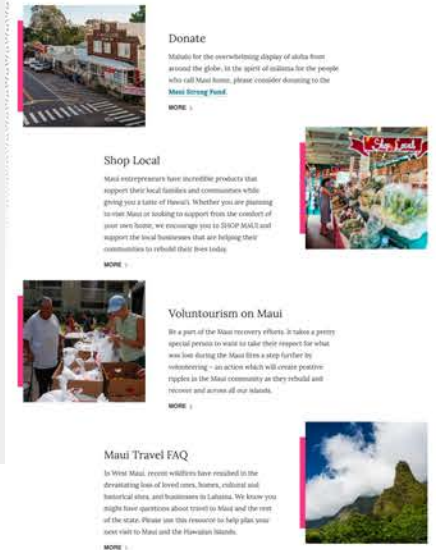 Donate
Mahalo for the overwhelming display of aloha from
around the globe. In the spirit of mālama for the people
who call Maui home, please consider donating to the
Maui Strong Fund.
MORE
Shop Local
Shop Local
Maui entrepreneurs have incredible products that
support their local families and communities while
giving you a taste of Hawai'i. Whether you are planning
to visit Maui or looking to support from the comfort of
your own home, we encourage you to SHOP MAUI and
support the local businesses that are helping their
communities to rebuild their lives today.
MORE
Voluntourism on Maui
Be a part of the Maui recovery efforts. It takes a pretty
special person to want to take their respect for what
was lost during the Maui fires a step further by
volunteering – an action which will create positive
ripples in the Maui community as they rebuild and
recover and across all our islands.
MORE
Maui Travel FAQ
In West Maui, recent wildfires have resulted in the
devastating loss of loved ones, homes, cultural and
historical sites, and businesses in Lahaina. We know you
might have questions about travel to Maui and the rest
of the state. Please use this resource to help plan your
next visit to Maui and the Hawaiian Islands.
MORE